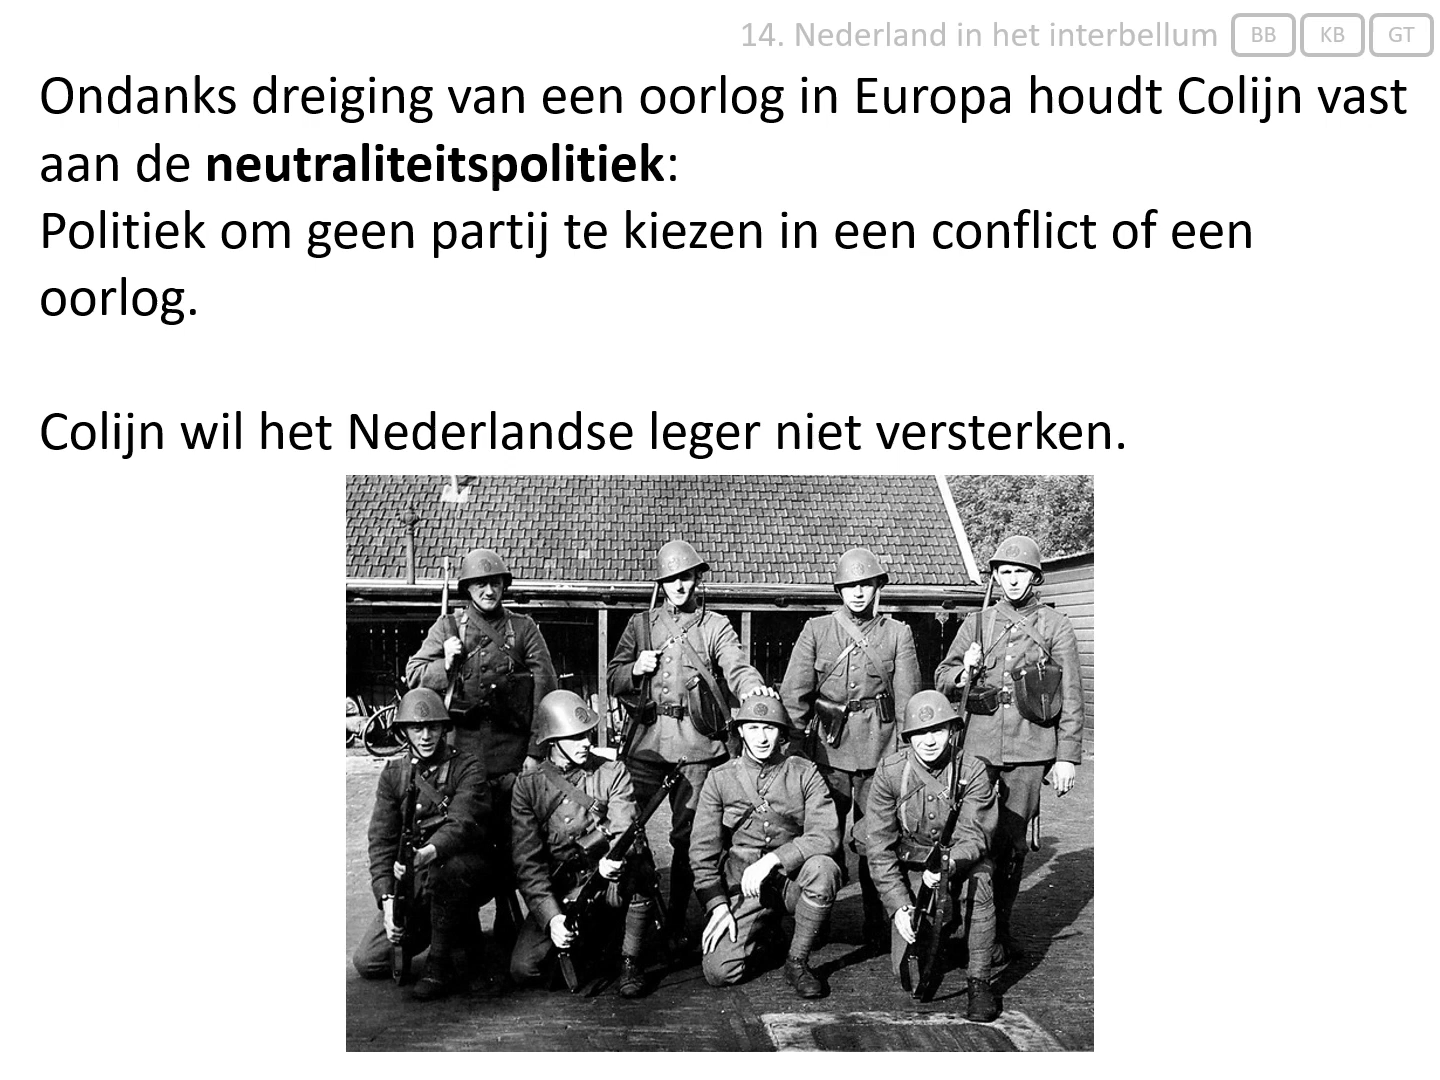 14. Nederland in het interbellum BB KB GT
Ondanks dreiging van een oorlog in Europa houdt Colijn vast
aan de neutraliteitspolitiek:
Politiek om geen partij te kiezen in een conflict of een
oorlog.
Colijn wil het Nederlandse leger niet versterken.